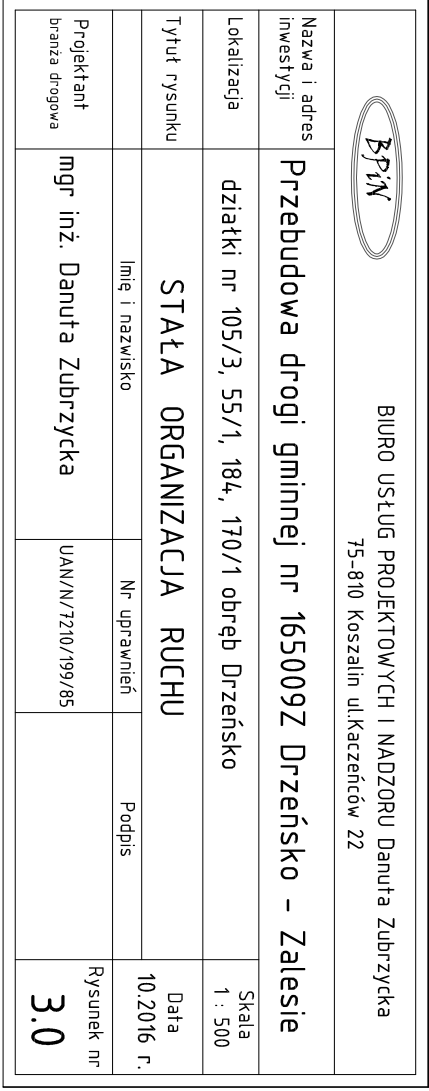 BPiN
BIURO USŁUG PROJEKTOWYCH I NADZORU Danuta Zubrzycka
75-810 Koszalin ul.Kaczeńców 22
Nazwa i adres
inwestycji
Przebudowa drogi gminnej nr 165009Z Drzeńsko - Zalesie
Lokalizacja
działki nr 105/3, 55/1, 184, 170/1 obręb Drzeńsko
Skala
1 : 500
Tytuł rysunku
STAŁA ORGANIZACJA RUCHU
Data
10.2016 r.
Imię i nazwisko
Nr uprawnień
Podpis
Rysunek nr
3.0
Projektant
branża drogowa
mgr inż. Danuta Zubrzycka
UAN/N/7210/199/85